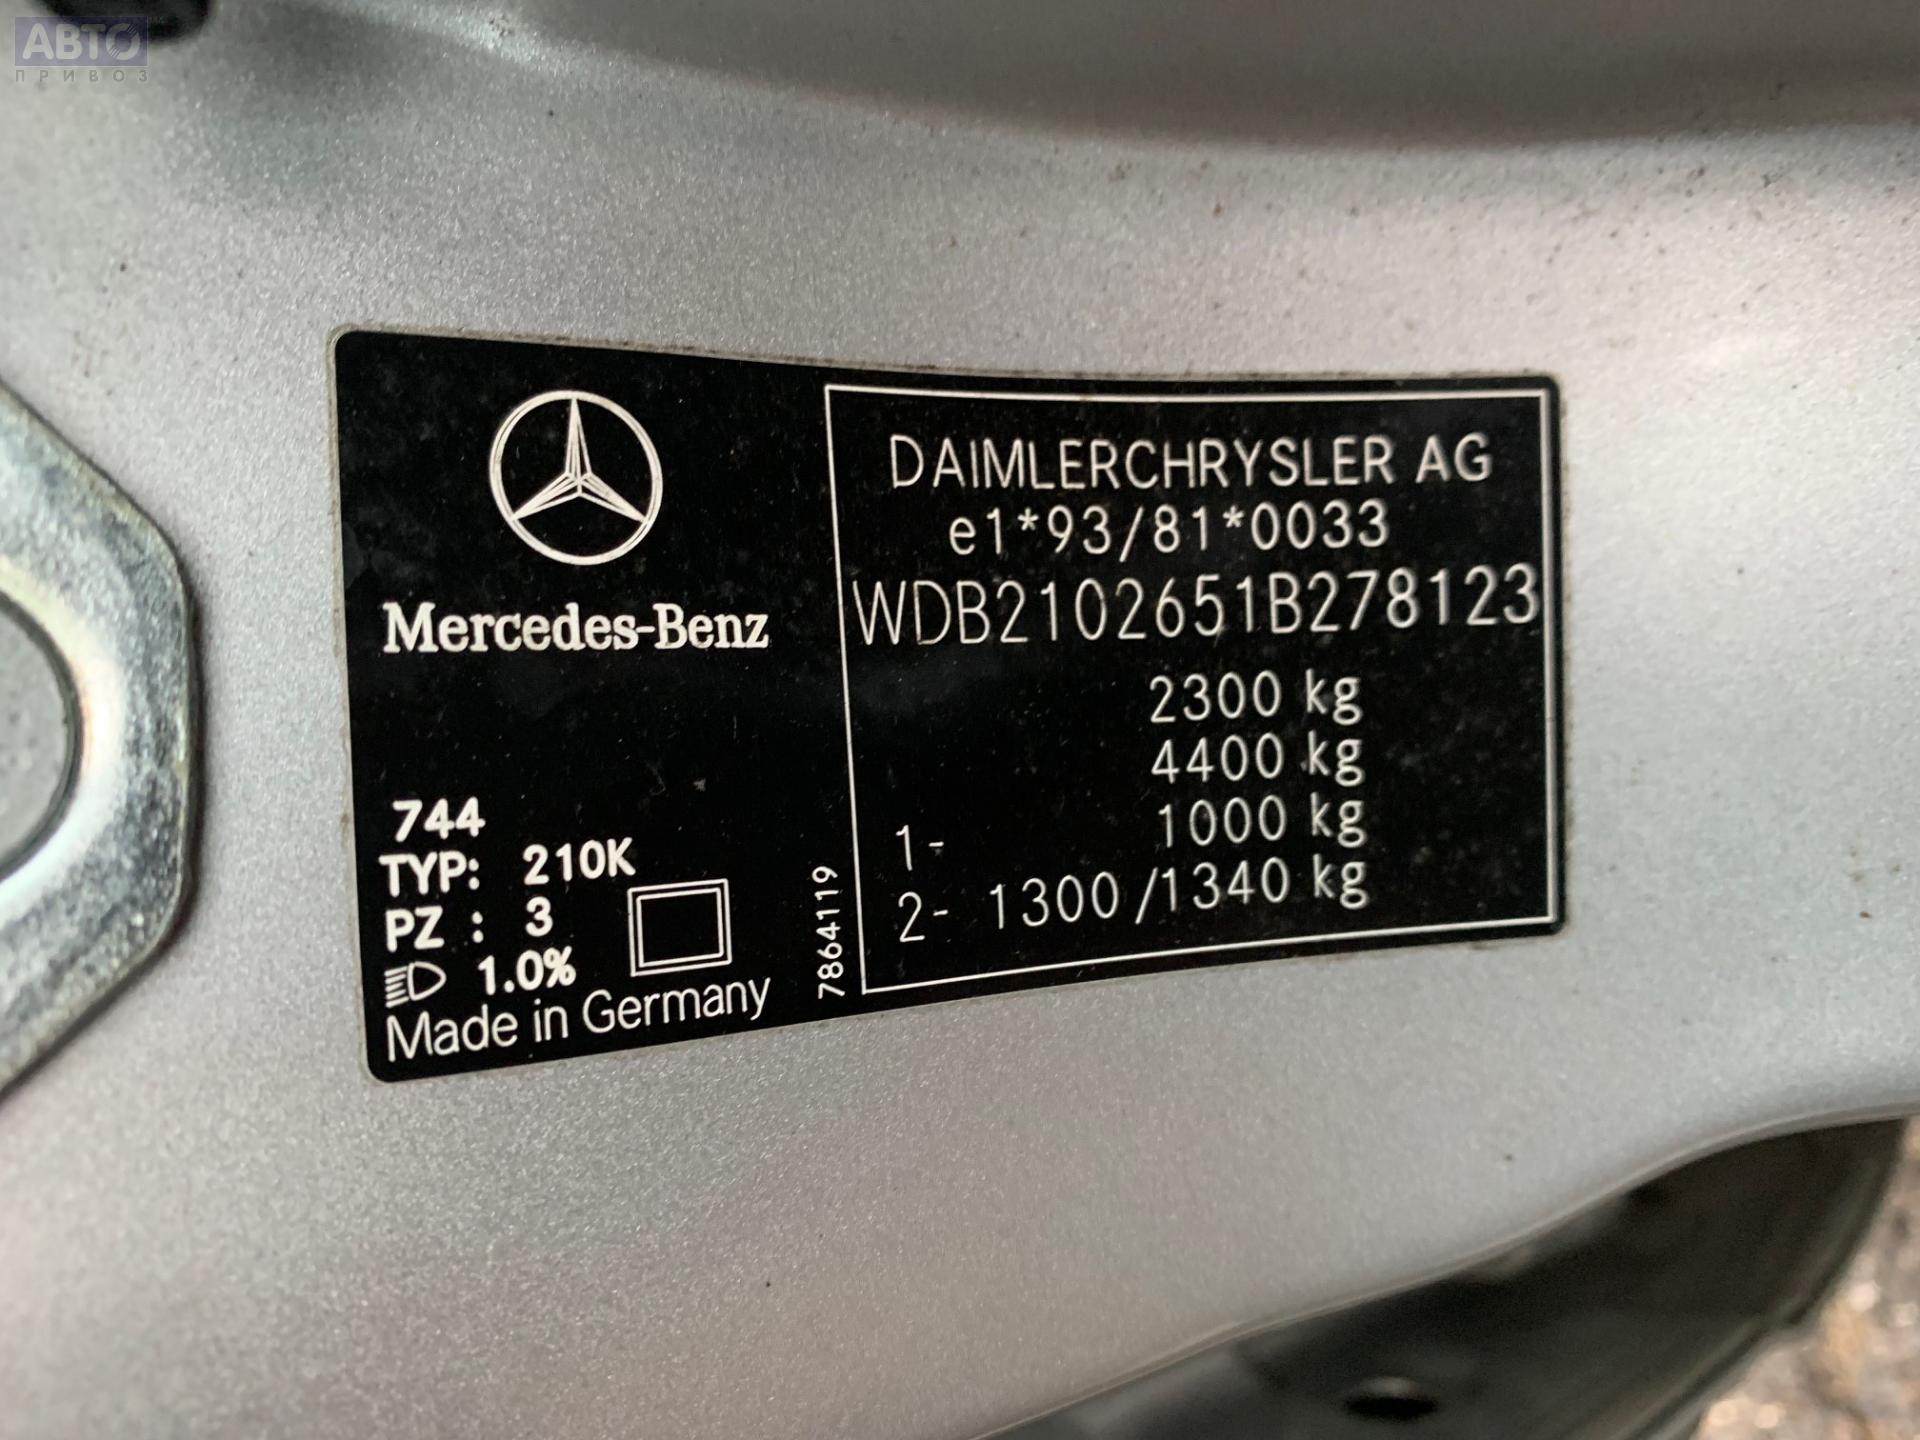 АВТО
ПРИВОЗ
Mercedes-Benz
744
TYP: 210K
PZ : 3
1.0%
Made in Germany
7864119
DAIMLERCHRYSLER AG
e1*93/81*0033
WDB2102651B278123
2300 kg
4400 kg
1- 1000 kg
2- 1300/1340 kg